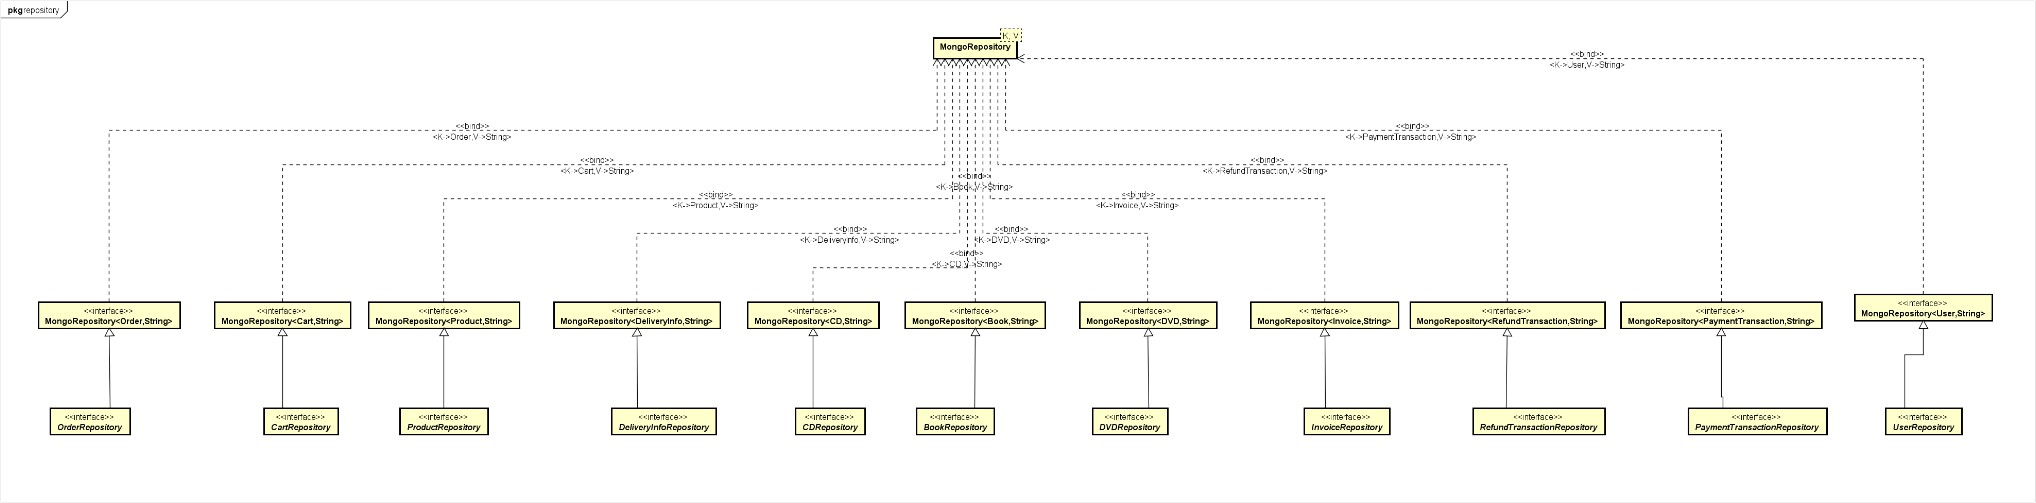 pkg repository
K, V
MongoRepository
<<bind>>
<K->User,V->String>
<<bind>>
<K->Order,V->String>
<<bind>>
<K->PaymentTransaction,V->String>
<<bind>>
<K->Cart,V->String>
<<bind>>
<K->RefundTransaction,V->String>
<<bind>>
<K->Book,V->String>
<<bind>>
<K->Product,V->String>
<<bind>>
<K->Invoice,V->String>
<<bind>>
<K->DeliveryInfo,V->String>
<<bind>>
<K->DVD,V->String>
<<bind>>
<K->CD,V->String>
<<interface>>
MongoRepository<Order,String>
<<interface>>
MongoRepository<Cart,String>
<<interface>>
MongoRepository<Product,String>
<<interface>>
MongoRepository<DeliveryInfo,String>
<<interface>>
MongoRepository<CD,String>
<<interface>>
MongoRepository<Book,String>
<<interface>>
MongoRepository<DVD,String>
<<interface>>
MongoRepository<Invoice,String>
<<interface>>
MongoRepository<RefundTransaction,String>
<<interface>>
MongoRepository<PaymentTransaction,String>
<<interface>>
MongoRepository<User,String>
<<interface>>
OrderRepository
<<interface>>
CartRepository
<<interface>>
ProductRepository
<<interface>>
DeliveryInfoRepository
<<interface>>
CDRepository
<<interface>>
BookRepository
<<interface>>
DVDRepository
<<interface>>
InvoiceRepository
<<interface>>
RefundTransactionRepository
<<interface>>
PaymentTransactionRepository
<<interface>>
UserRepository